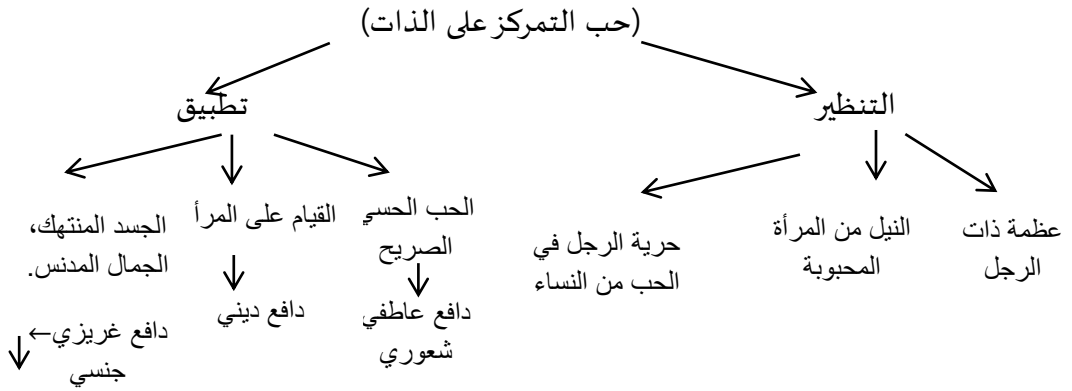 (حب التمركز على الذات)
التنظير
تطبيق
عظمة ذات
الرجل
النيل من المرأة
المحبوبة
حرية الرجل في
الحب من النساء
الحب الحسي
الصريح
دافع عاطفي
شعوري
القيام على المرأ
دافع ديني
الجسد المنتهك،
الجمال المدنس.
دافع غريزي←
جنسي